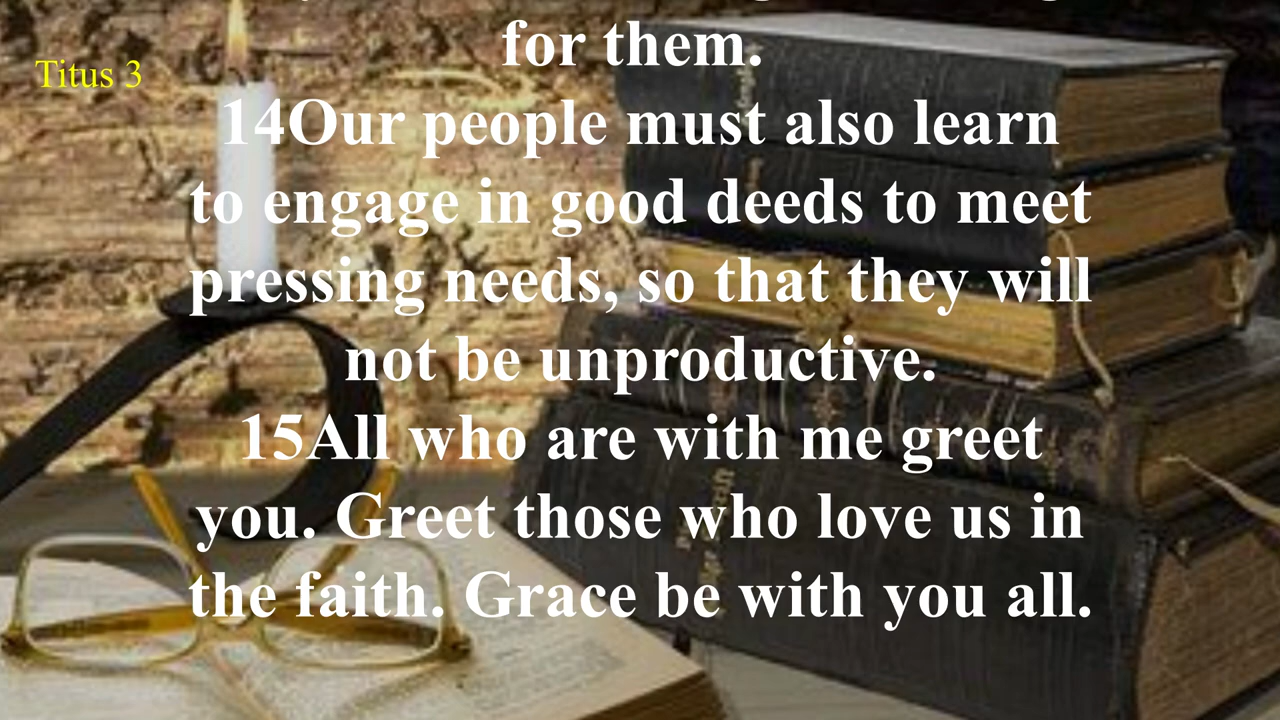 Titus 3
for them.
14Our people must also learn
to engage in good deeds to meet
pressing needs, so that they will
not be unproductive.
15All who are with me greet
you. Greet those who love us in
the faith. Grace be with you all.